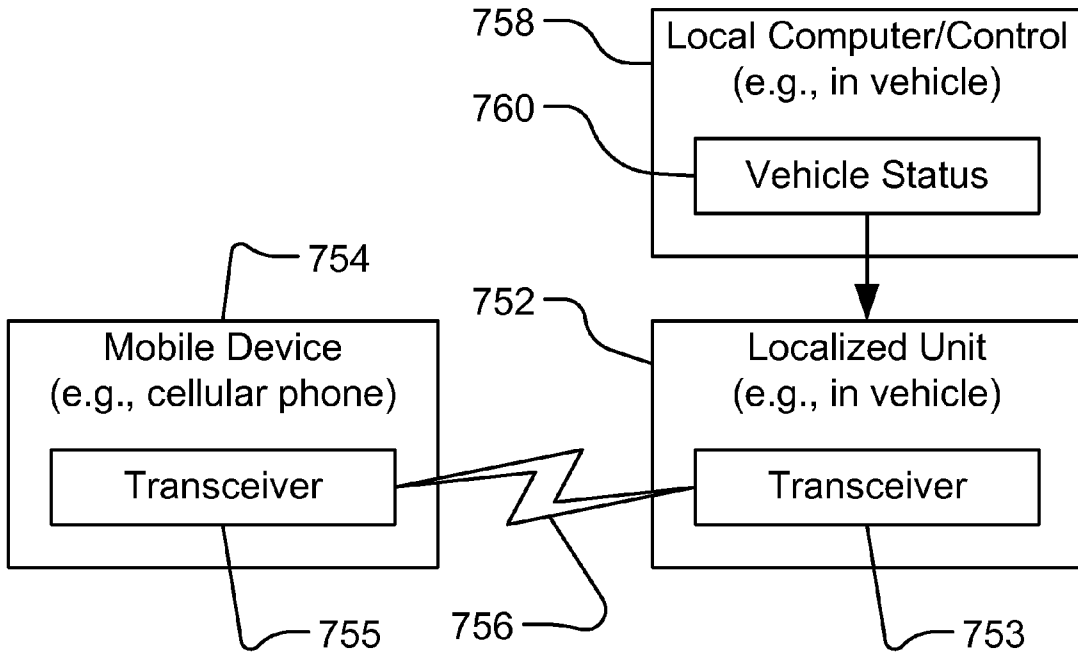 758
Local Computer/Control
(e.g., in vehicle)
760
Vehicle Status
754
752
Mobile Device
(e.g., cellular phone)
Localized Unit
(e.g., in vehicle)
Transceiver
Transceiver
755
756
753